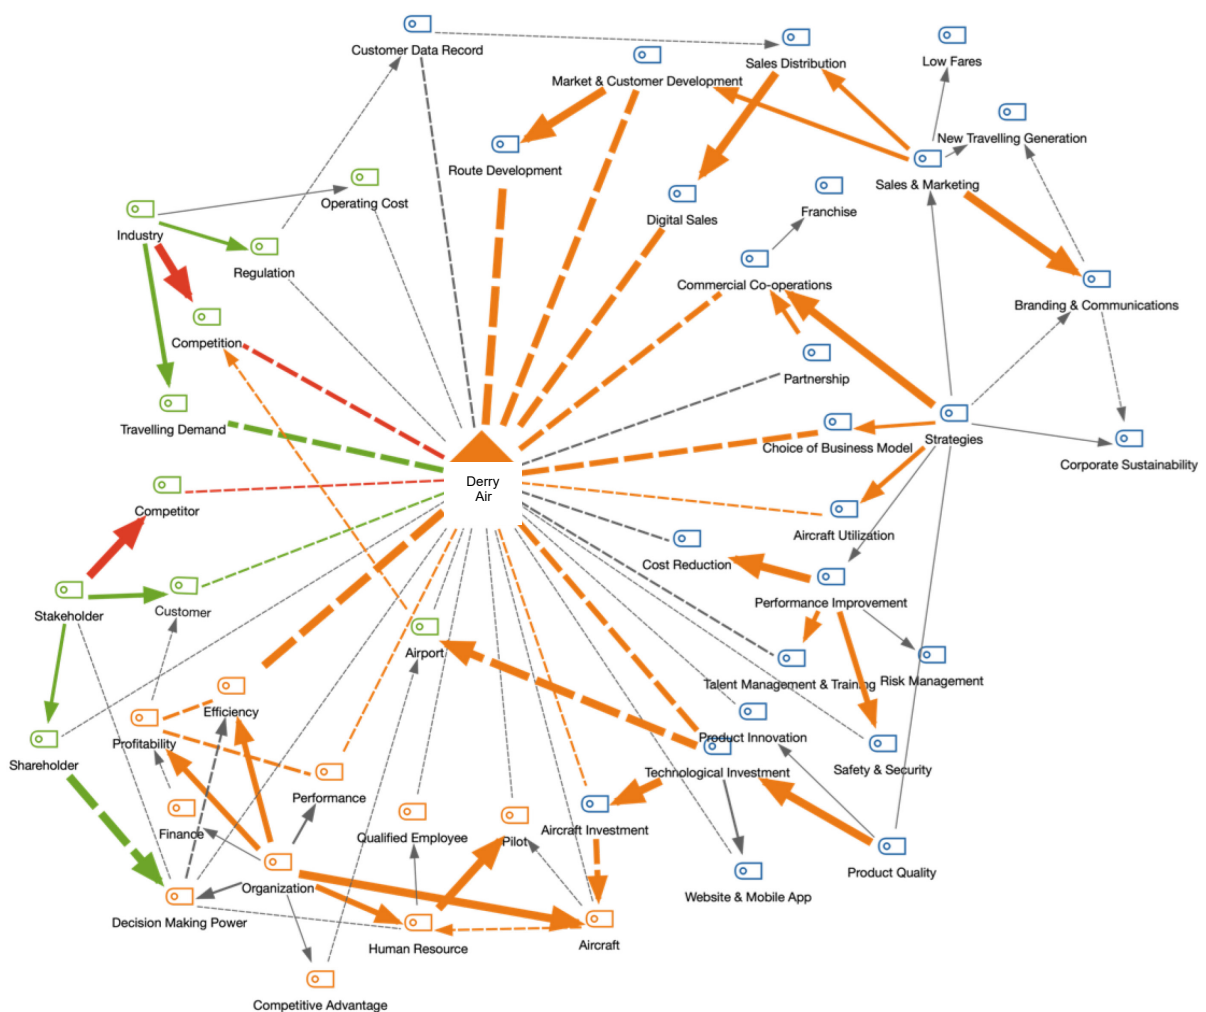 Customer Data Record
Sales Distribution
Low Fares
Market & Customer Development
New Travelling Generation
Route Development
Sales & Marketing
Operating Cost
Franchise
Digital Sales
Industry
Regulation
Commercial Co-operations
Branding & Communications
Competition
Partnership
Travelling Demand
Choice of Business Model
Strategies
Corporate Sustainability
Derry
Air
Competitor
Aircraft Utilization
Cost Reduction
Performance Improvement
Stakeholder
Customer
Airport
Talent Management & Training
Risk Management
Efficiency
Profitability
Product Innovation
Shareholder
Technological Investment
Safety & Security
Performance
Finance
Qualified Employee
Pilot
Aircraft Investment
Product Quality
Organization
Website & Mobile App
Decision Making Power
Human Resource
Aircraft
Competitive Advantage